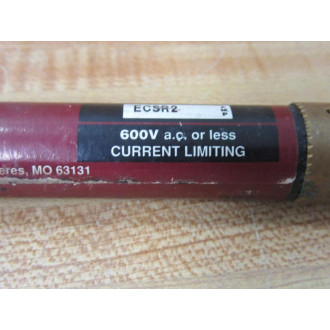 ECSR2
600V a.c. or less
CURRENT LIMITING
eres, MO 63131